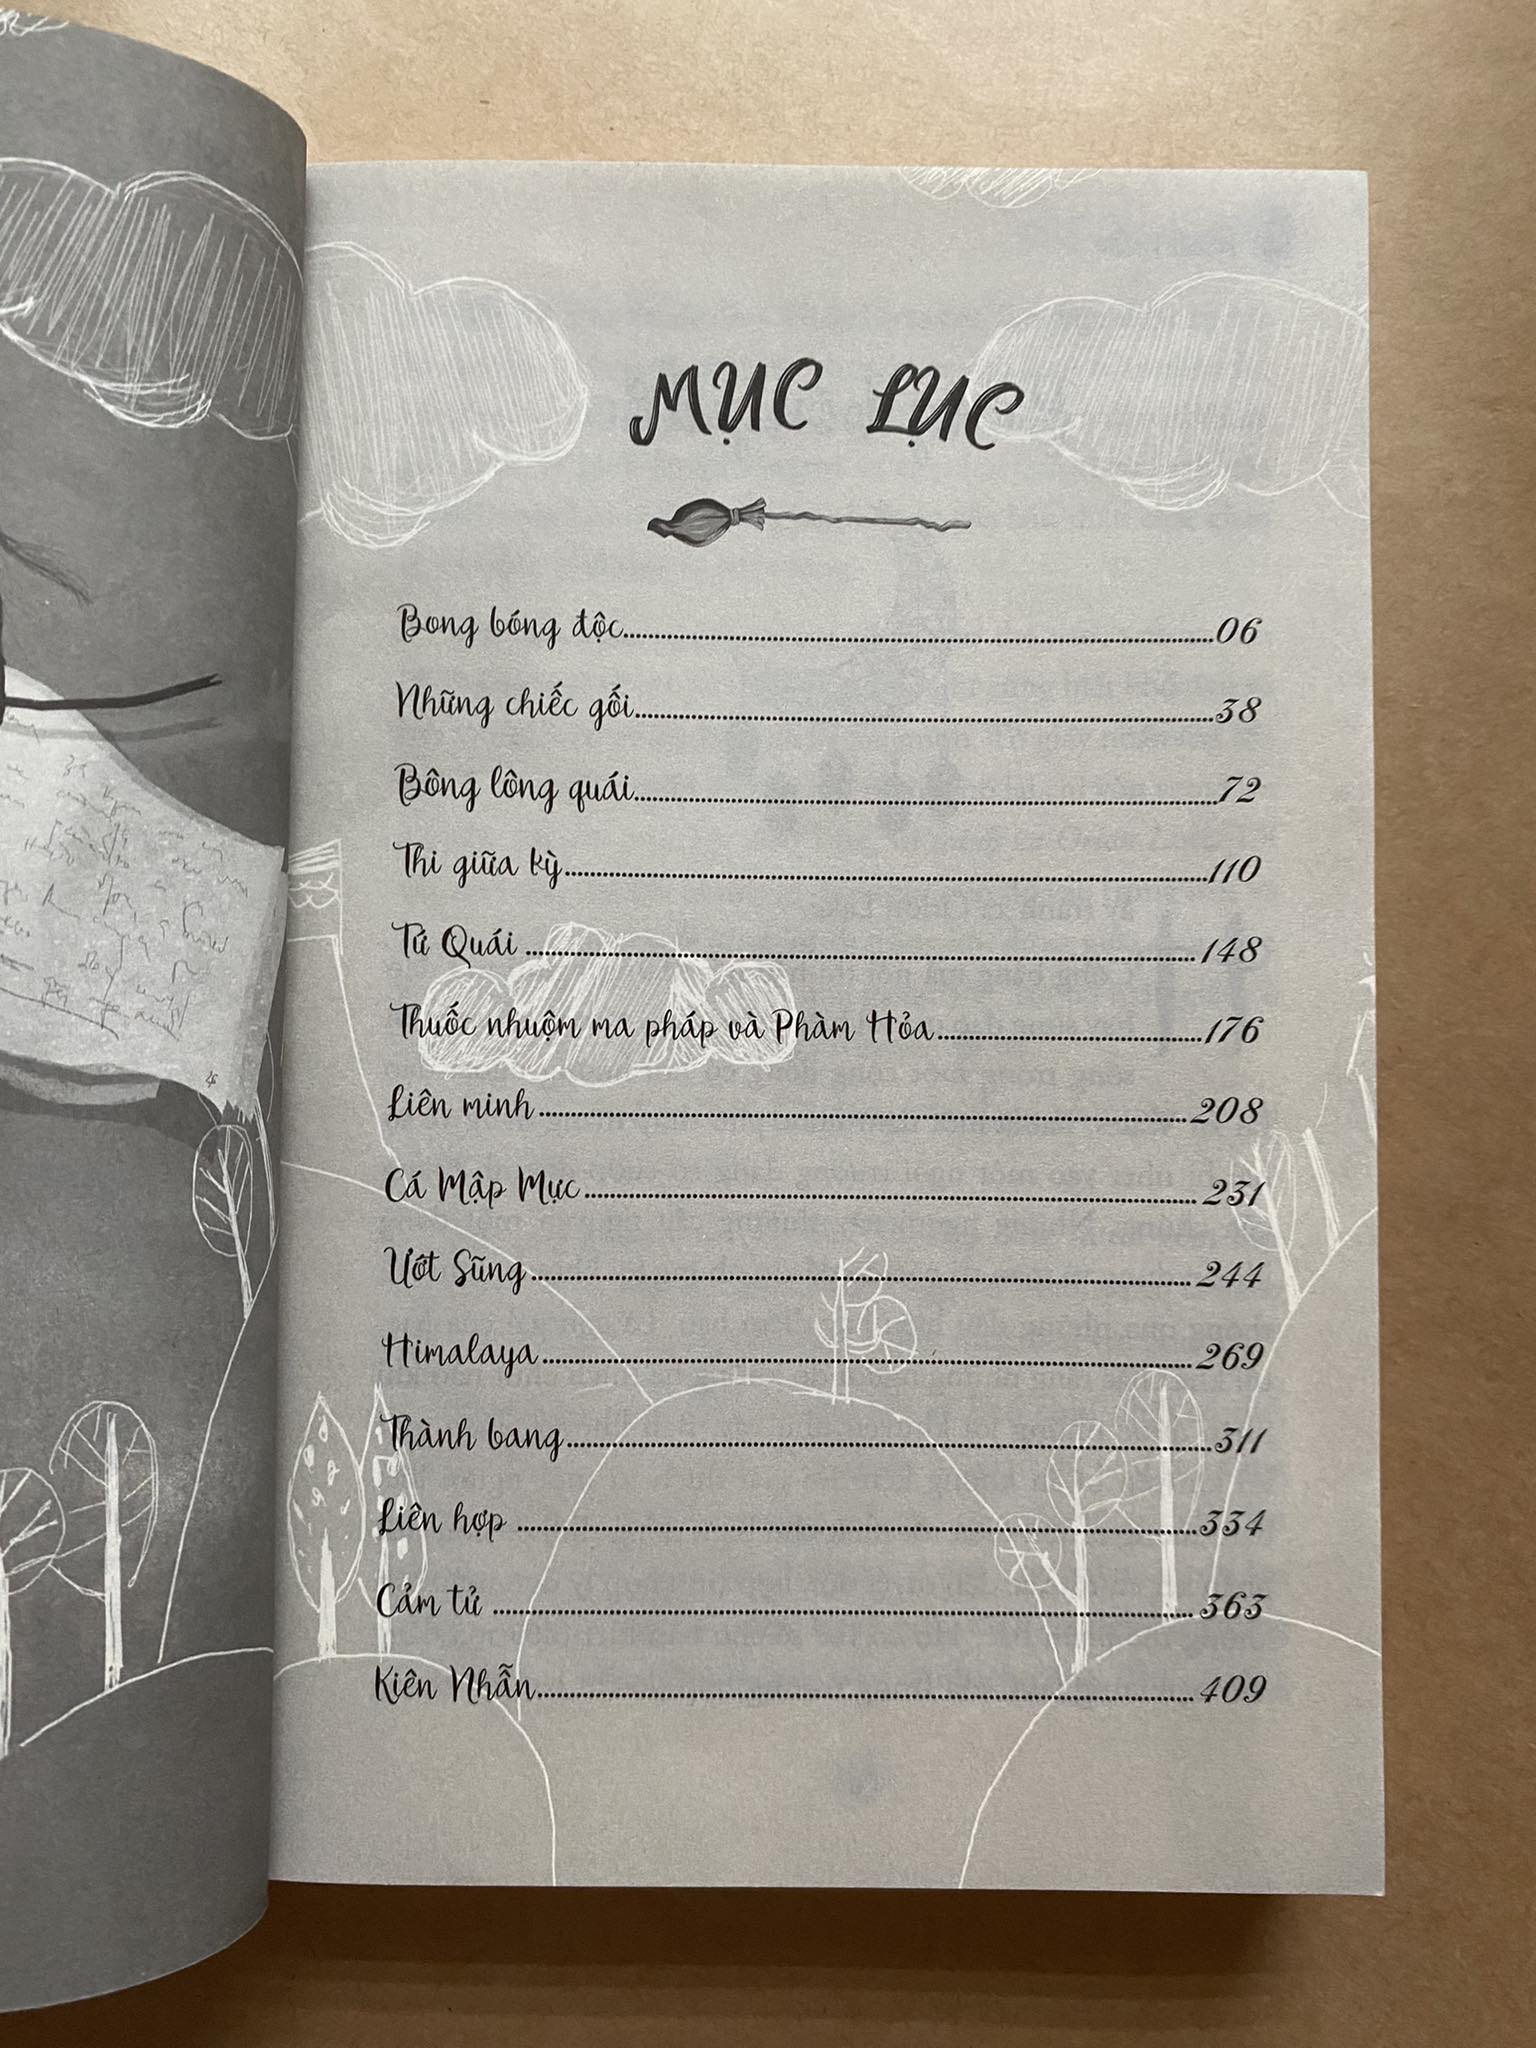 MỤC LỤC
Bong bóng độc......06
Những chiếc gối......38
Bông lông quái......72
Thi giữa kỳ......110
Tứ Quái......148
Thuốc nhuộm ma pháp và Phàm Hỏa......176
Liên minh......208
Cá Mập Mực......231
Ướt Sũng......244
Himalaya......269
Thành bang......311
Liên hợp......334
Cảm tử......363
Kiên Nhẫn......409